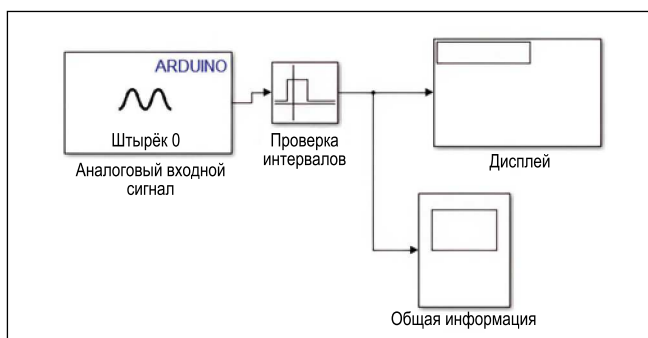 ARDUINO
Штырёк 0
Аналоговый входной
сигнал
Проверка
интервалов
Дисплей
Общая информация